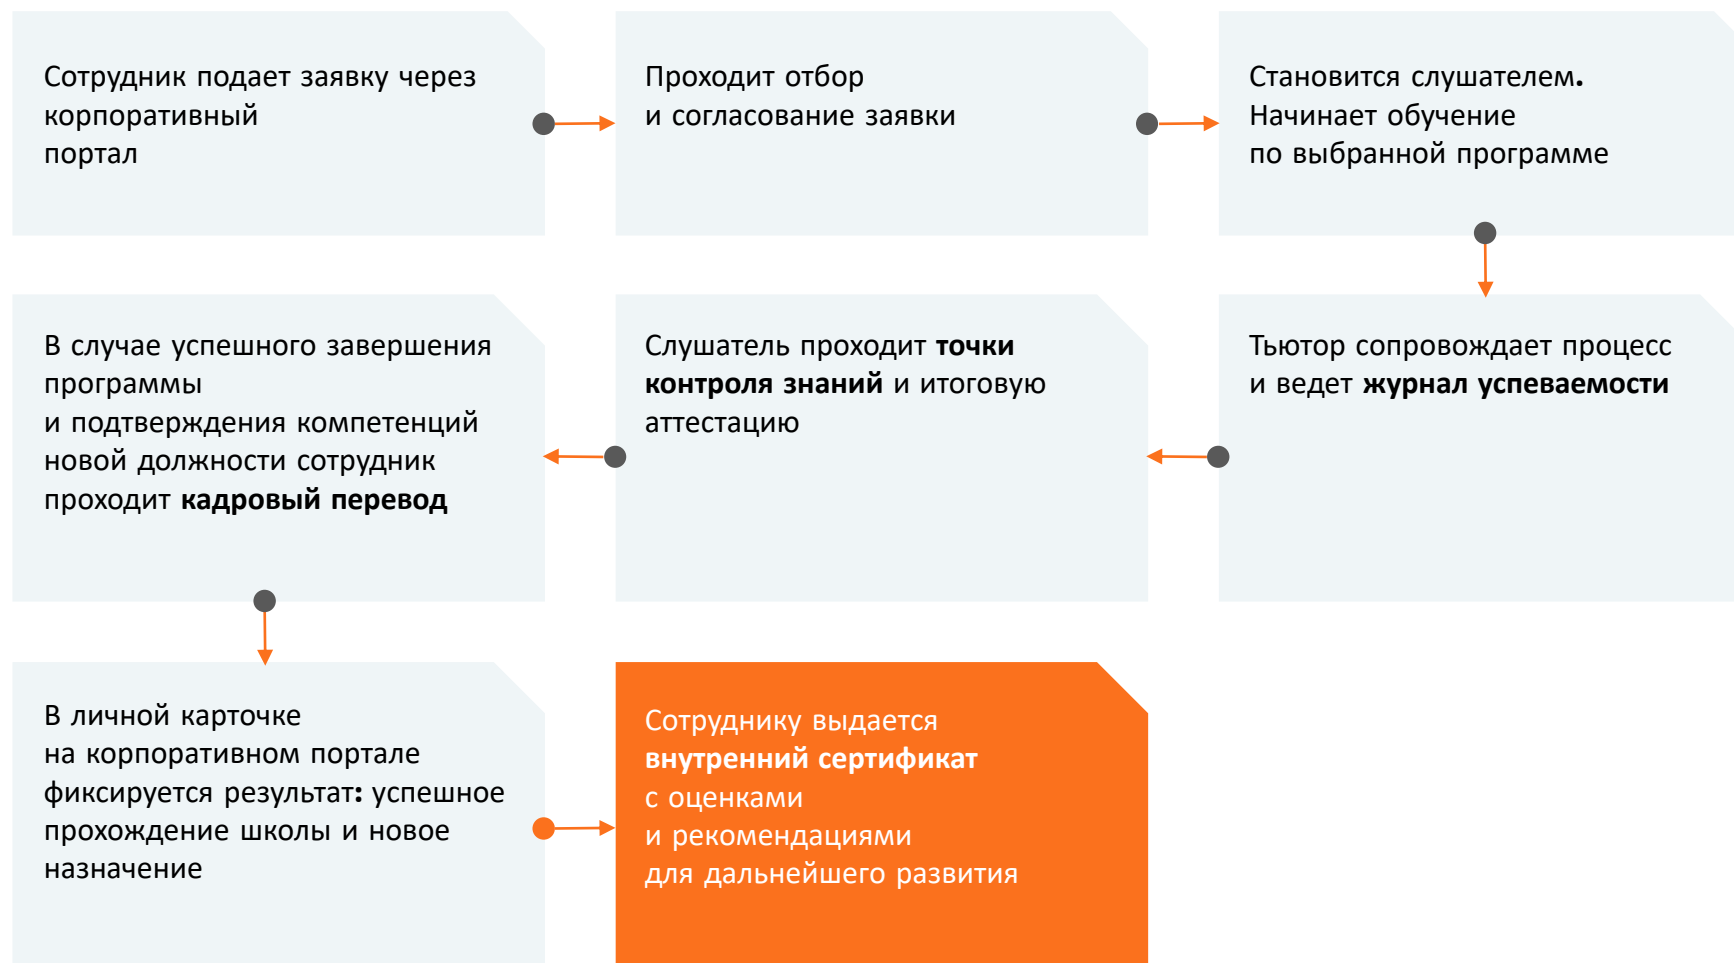 Сотрудник подает заявку через
корпоративный
портал
Проходит отбор
и согласование заявки
Становится слушателем.
Начинает обучение
по выбранной программе
Тьютор сопровождает процесс
и ведет журнал успеваемости
Слушатель проходит точки
контроля знаний и итоговую
аттестацию
В случае успешного завершения
программы
и подтверждения компетенций
новой должности сотрудник
проходит кадровый перевод
В личной карточке
на корпоративном портале
фиксируется результат: успешное
прохождение школы и новое
назначение
Сотруднику выдается
внутренний сертификат
с оценками
и рекомендациями
для дальнейшего развития